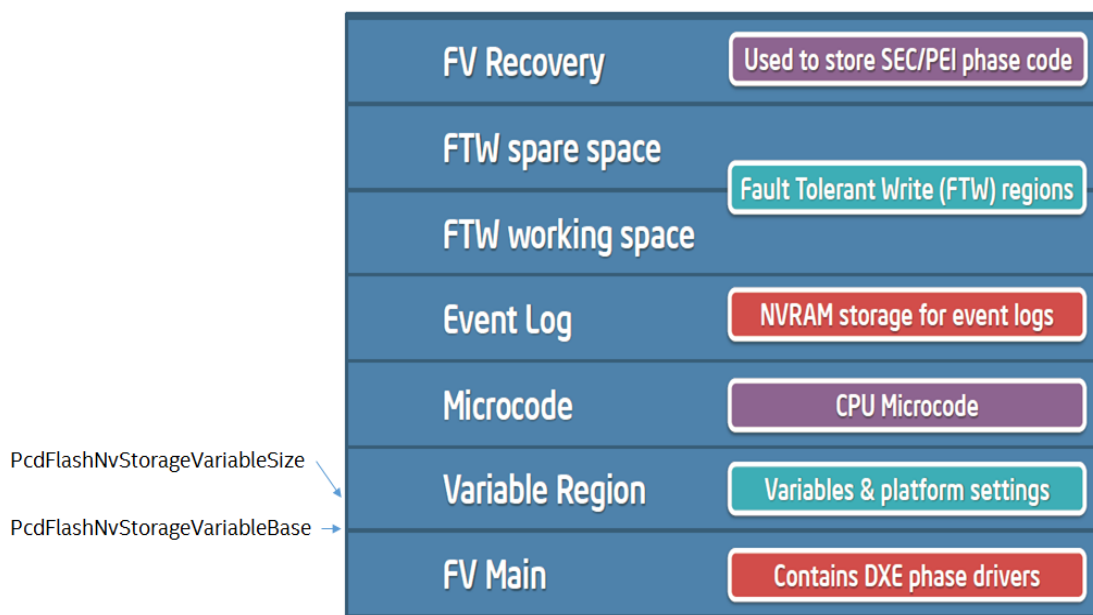 FV Recovery
Used to store SEC/PEI phase code
FTW spare space
Fault Tolerant Write (FTW) regions
FTW working space
Event Log
NVRAM storage for event logs
Microcode
CPU Microcode
PcdFlashNvStorageVariableSize
Variable Region
Variables & platform settings
PcdFlashNvStorageVariableBase
FV Main
Contains DXE phase drivers